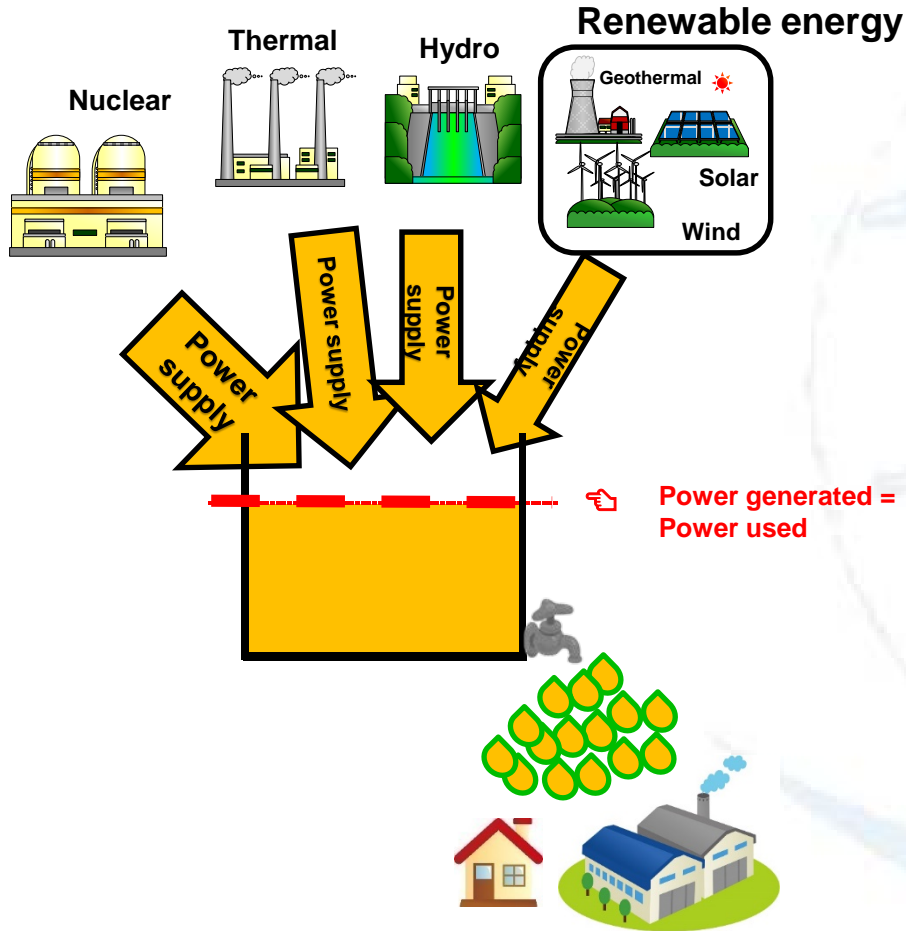 Renewable energy
Thermal
Hydro
Nuclear
Geothermal
Solar
Wind
Power
supply
Power supply
Power
supply
Power
supply
Power generated =
Power used